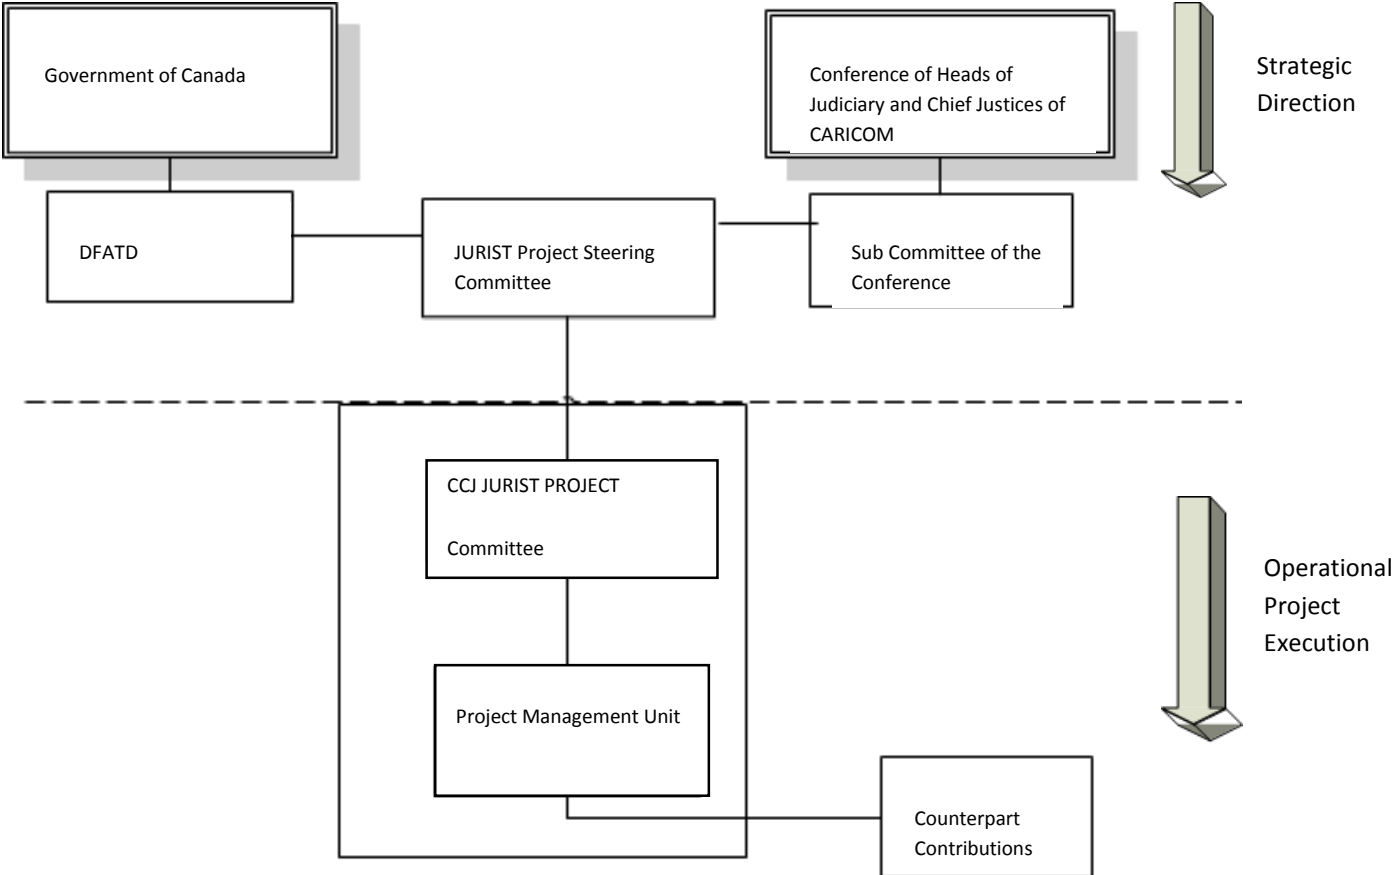 Government of Canada
Conference of Heads of
Judiciary and Chief Justices of
CARICOM
Strategic
Direction
DFATD
JURIST Project Steering
Committee
Sub Committee of the
Conference
CCJ JURIST PROJECT
Committee
Operational
Project
Execution
Project Management Unit
Counterpart
Contributions